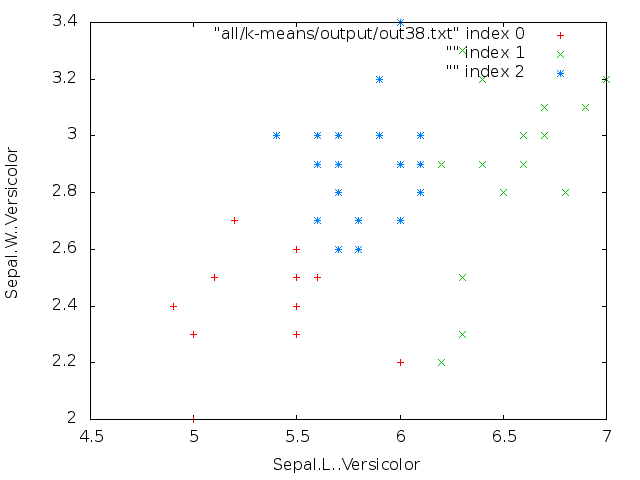 3.4
3.2
3
2.8
2.6
2.4
2.2
2
4.5 5 5.5 6 6.5 7
Sepal.W..Versicolor
Sepal.L..Versicolor
"all/k-means/output/out38.txt" index 0
"" index 1
"" index 2